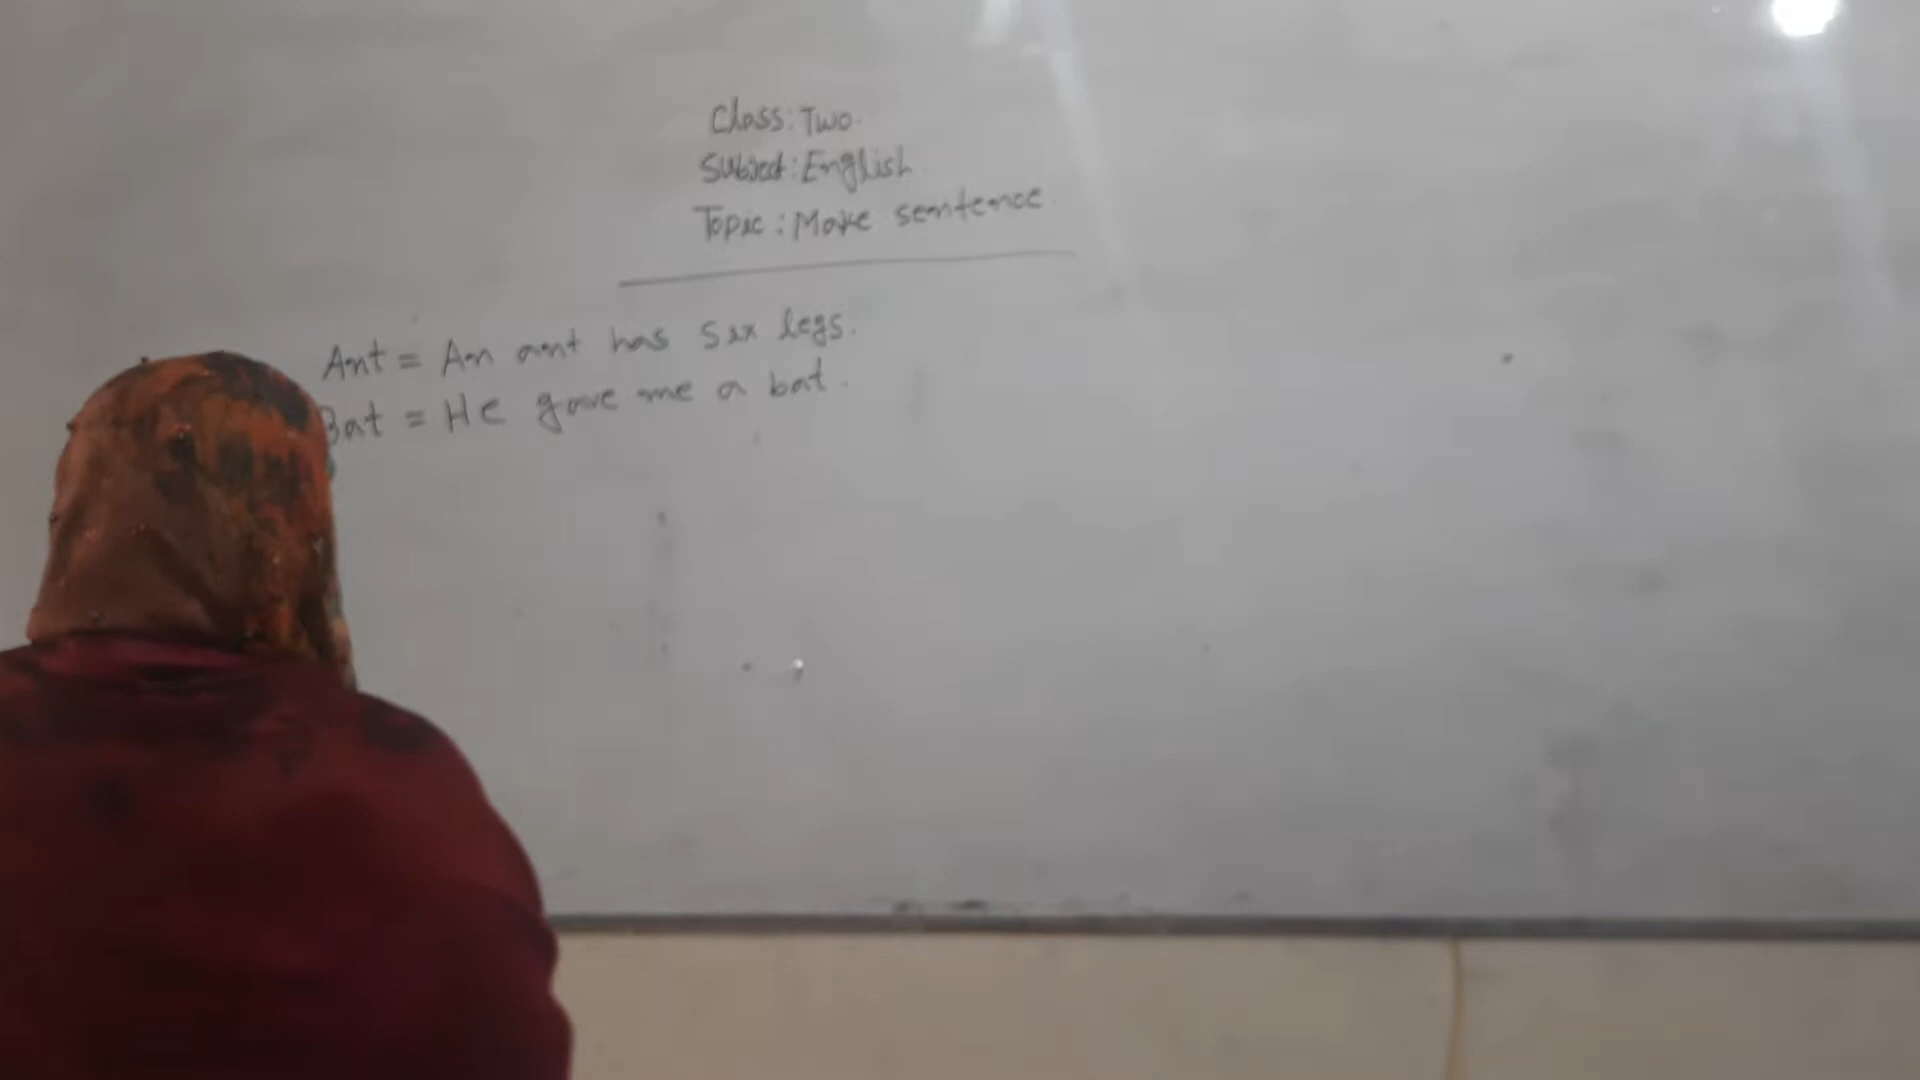 Class: Two
Subject: English
Topic: Make sentence
Ant = An ant has six legs.
Bat = He gave me a bat.